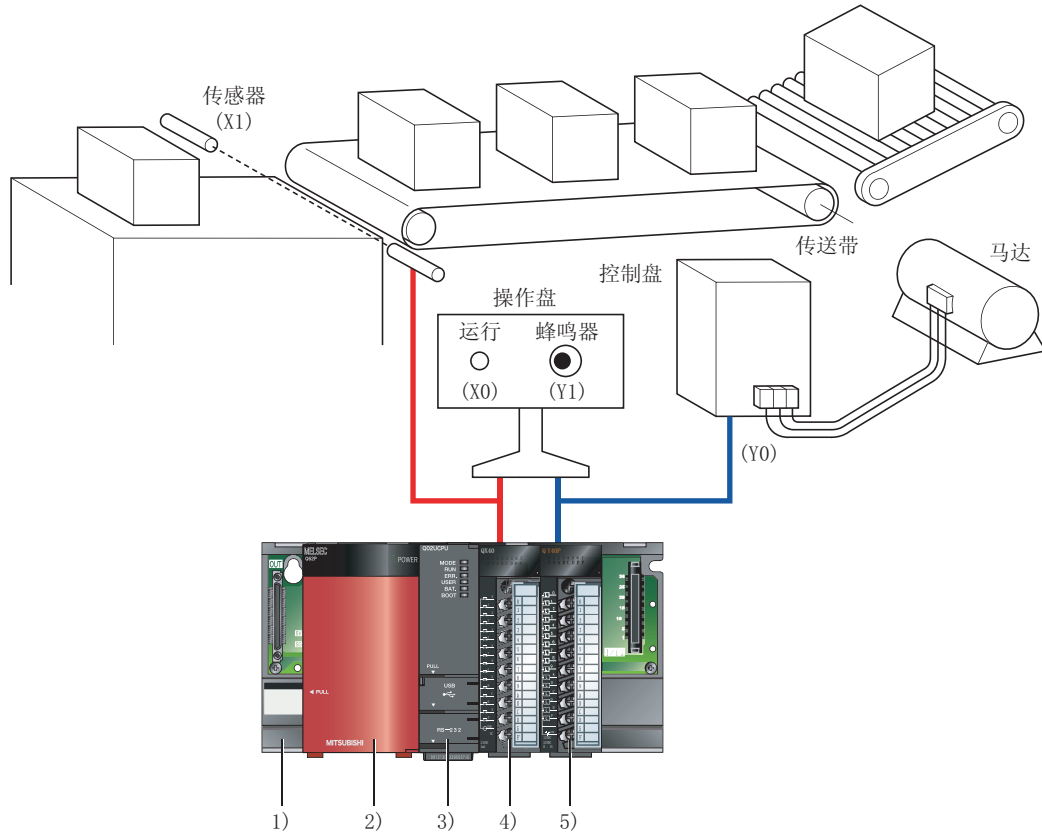 传感器
(X1)
传送带
控制盘
马达
操作盘
运行
蜂鸣器
(X0)
(Y1)
(Y0)
OUT
MELSEC
Q62P
POWER
Q02UCPU
MODE
RUN
ERR.
USER
BAT.
BOOT
QX40
PULL
USB
PULL
RS-232
MITSUBISHI
1)
2)
3)
4)
5)